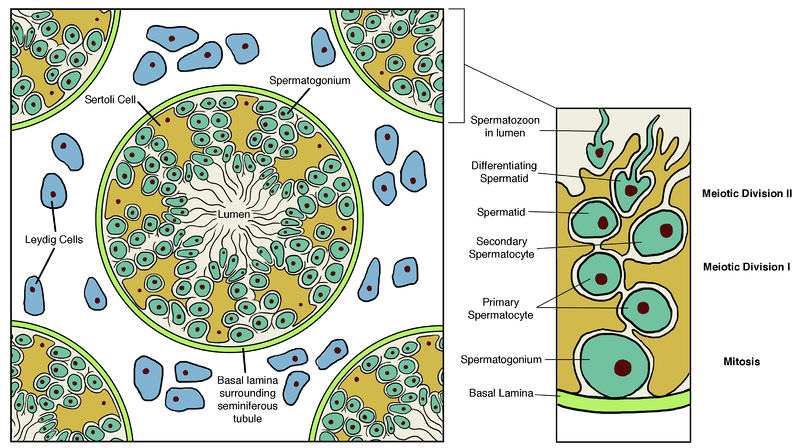 Spermatogonium
Sertoli Cell
Lumen
Leydig Cells
Basal lamina
surrounding
seminiferous
tubule
Spermatozoon
in lumen
Differentiating
Spermatid
Spermatid
Secondary
Spermatocyte
Primary
Spermatocyte
Spermatogonium
Basal Lamina
Meiotic Division II
Meiotic Division I
Mitosis